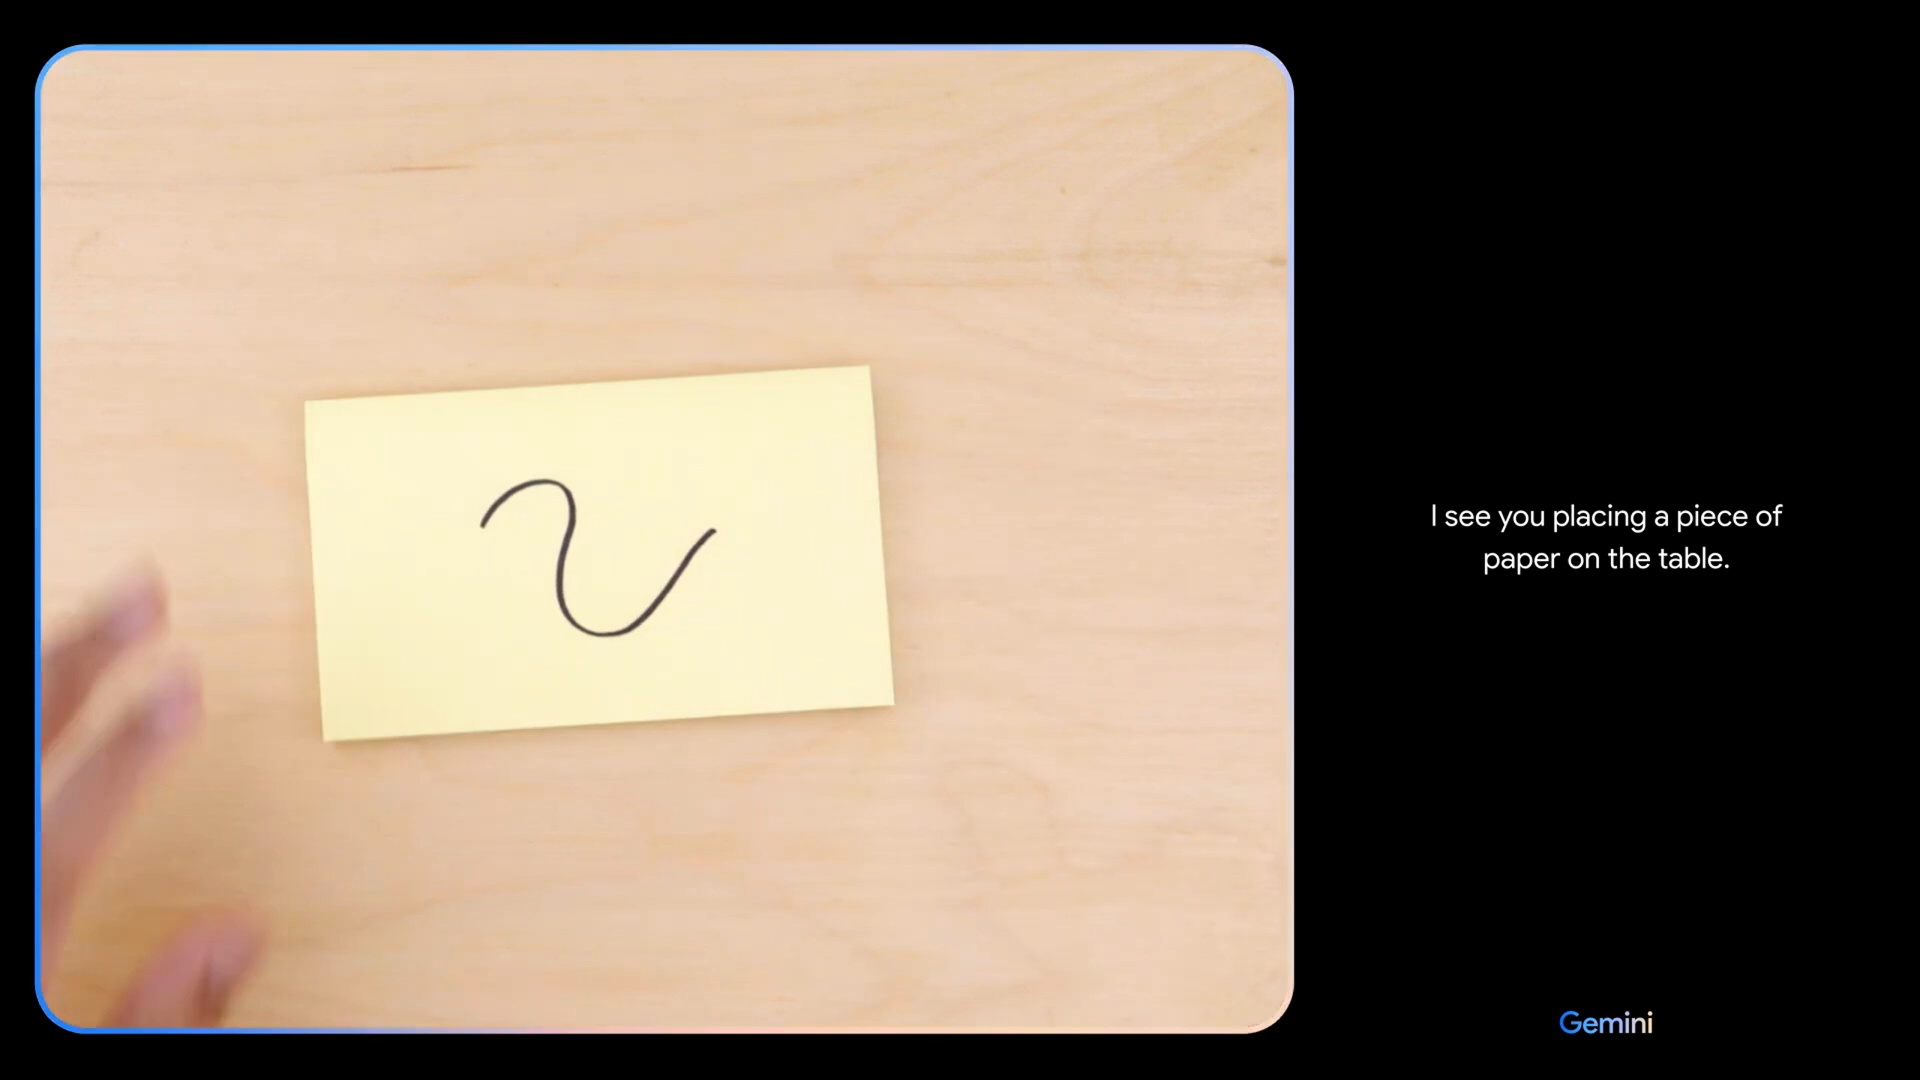 I see you placing a piece of
paper on the table.
Gemini